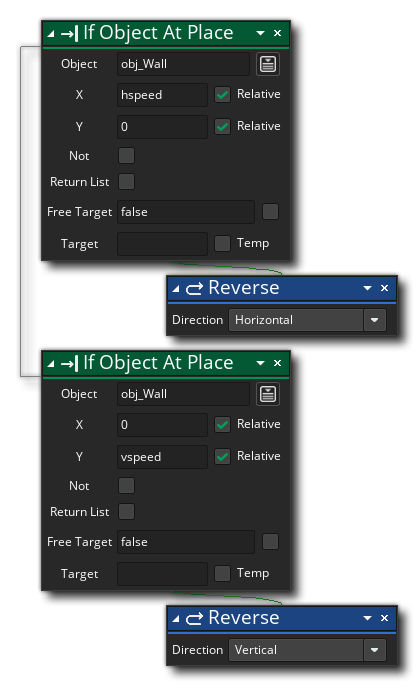 If Object At Place
Object obj_Wall
X hspeed Relative
Y 0 Relative
Not
Return List
Free Target false
Target Temp
Reverse
Direction Horizontal
If Object At Place
Object obj_Wall
X 0 Relative
Y vspeed Relative
Not
Return List
Free Target false
Target Temp
Reverse
Direction Vertical